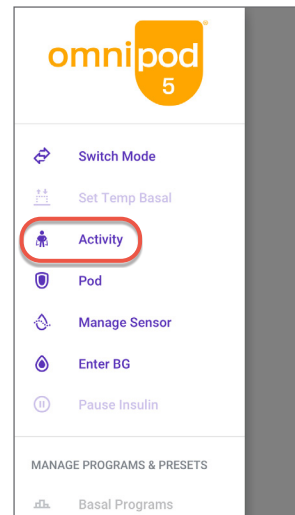 omnipod
5
Switch Mode
Set Temp Basal
Activity
Pod
Manage Sensor
Enter BG
Pause Insulin
MANAGE PROGRAMS & PRESETS
Basal Programs